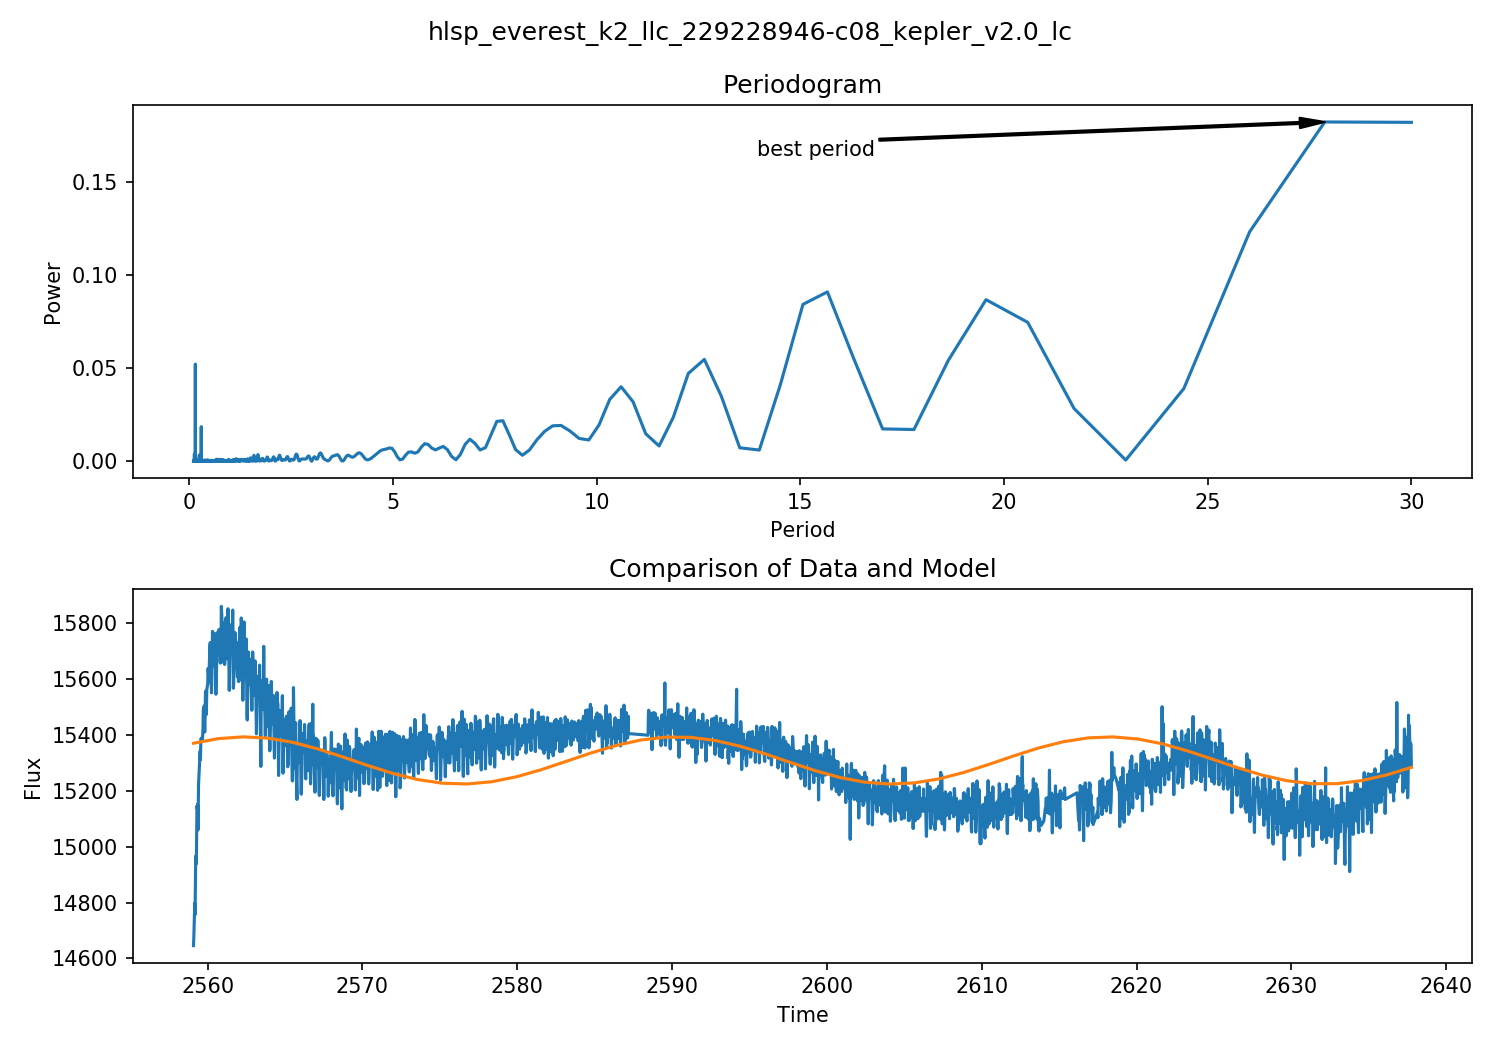 hlsp_everest_k2_llc_229228946-c08_kepler_v2.0_lc
Periodogram
best period
0.15
0.10
0.05
0.00
Power
0 5 10 15 20 25 30
Period
Comparison of Data and Model
15800
15600
15400
15200
15000
14800
14600
Flux
2560 2570 2580 2590 2600 2610 2620 2630 2640
Time